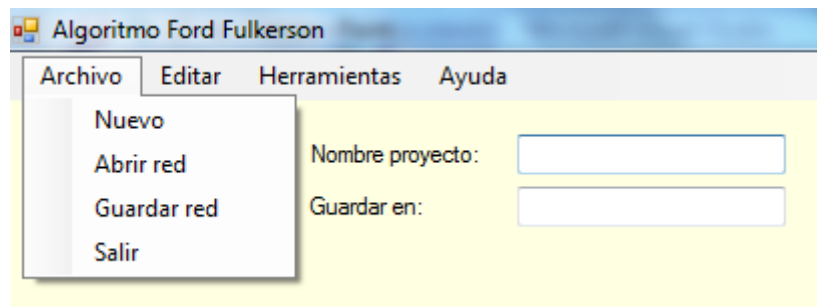 Algoritmo Ford Fulkerson
Archivo Editar Herramientas Ayuda
Nuevo
Abrir red
Guardar red
Salir
Nombre proyecto:
Guardar en: